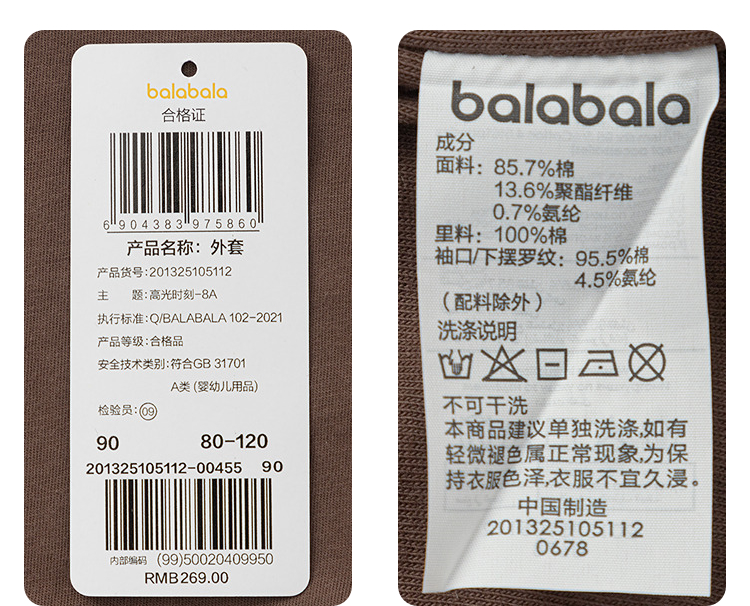 balabala
合格证
6 904383 975860
产品名称：外套
产品货号:201325105112
主 题:高光时刻-8A
执行标准:Q/BALABALA 102-2021
产品等级:合格品
安全技术类别:符合GB 31701
A类 (婴幼儿用品)
检验员:09
90 80-120
201325105112-00455 90
内部编码 (99)50020409950
RMB269.00
balabala
成分
面料：85.7%棉
13.6%聚酯纤维
0.7%氨纶
里料：100%棉
袖口/下摆罗纹：95.5%棉
4.5%氨纶
（配料除外）
洗涤说明
不可干洗
本商品建议单独洗涤,如有
轻微褪色属正常现象,为保
持衣服色泽,衣服不宜久浸。
中国制造
201325105112
0678